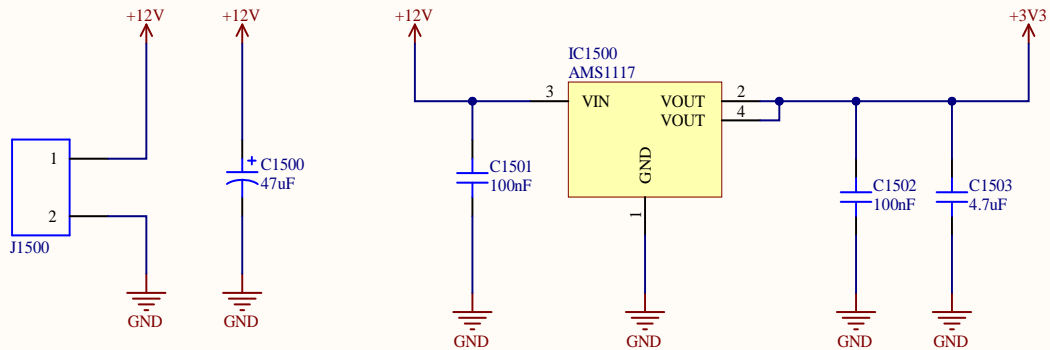 +12V
+12V
+12V
+3V3
IC1500
AMS1117
3
VIN
VOUT
2
VOUT
4
GND
1
1
2
J1500
+
C1500
47uF
C1501
100nF
C1502
100nF
C1503
4.7uF
GND
GND
GND
GND
GND
GND